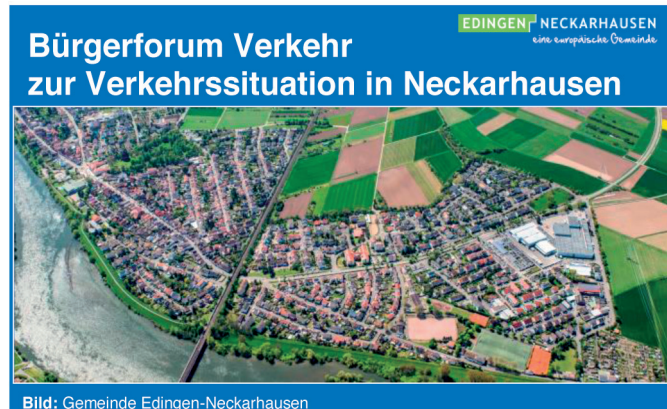 EDINGEN NECKARHAUSEN
eine europäische Gemeinde
Bürgerforum Verkehr
zur Verkehrssituation in Neckarhausen
Bild: Gemeinde Edingen-Neckarhausen